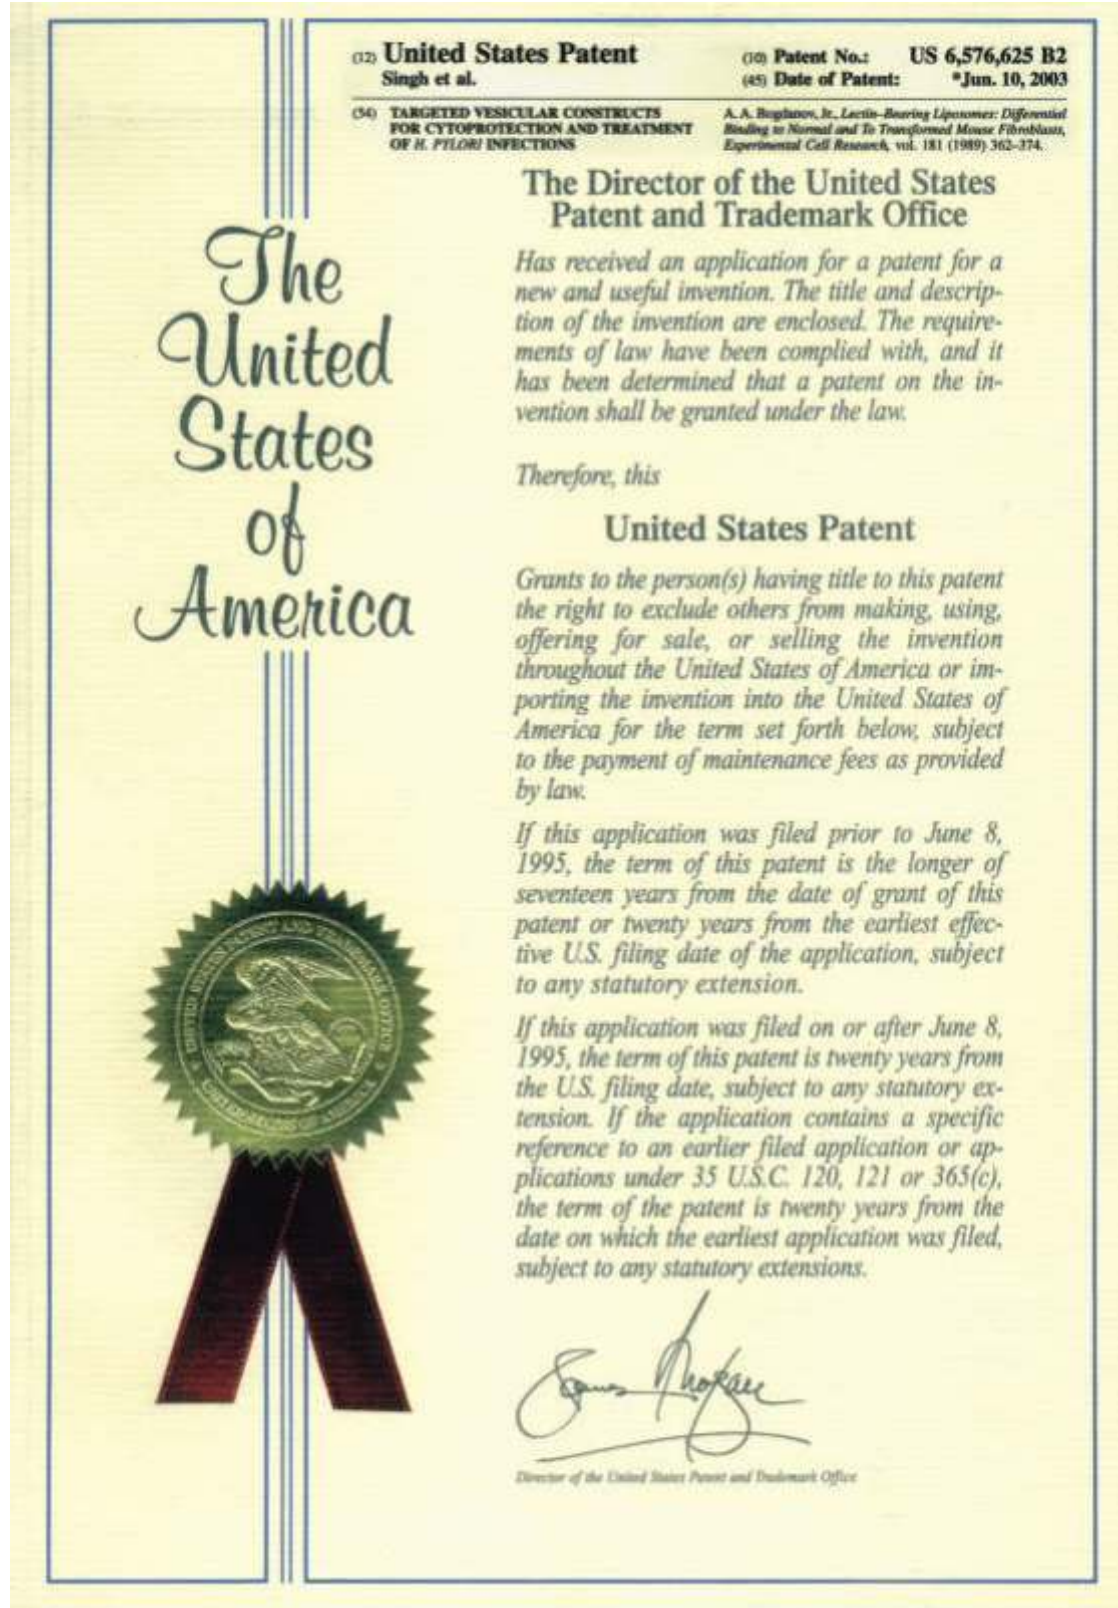 (12) United States Patent
Singh et al.
(10) Patent No.: US 6,576,625 B2
(45) Date of Patent: *Jun. 10, 2003
(54) TARGETED VESICULAR CONSTRUCTS
FOR CYTOPROTECTION AND TREATMENT
OF H. PYLORI INFECTIONS
A. A. Bogdanov, Jr., Lectin–Bearing Liposomes: Differential
Binding to Normal and To Transformed Mouse Fibroblasts,
Experimental Cell Research, vol. 181 (1989) 362–374.
The
United
States
of
America
The Director of the United States
Patent and Trademark Office
Has received an application for a patent for a
new and useful invention. The title and descrip-
tion of the invention are enclosed. The require-
ments of law have been complied with, and it
has been determined that a patent on the in-
vention shall be granted under the law.
Therefore, this
United States Patent
Grants to the person(s) having title to this patent
the right to exclude others from making, using,
offering for sale, or selling the invention
throughout the United States of America or im-
porting the invention into the United States of
America for the term set forth below, subject
to the payment of maintenance fees as provided
by law.
If this application was filed prior to June 8,
1995, the term of this patent is the longer of
seventeen years from the date of grant of this
patent or twenty years from the earliest effec-
tive U.S. filing date of the application, subject
to any statutory extension.
If this application was filed on or after June 8,
1995, the term of this patent is twenty years from
the U.S. filing date, subject to any statutory ex-
tension. If the application contains a specific
reference to an earlier filed application or ap-
plications under 35 U.S.C. 120, 121 or 365(c),
the term of the patent is twenty years from the
date on which the earliest application was filed,
subject to any statutory extensions.
Director of the United States Patent and Trademark Office